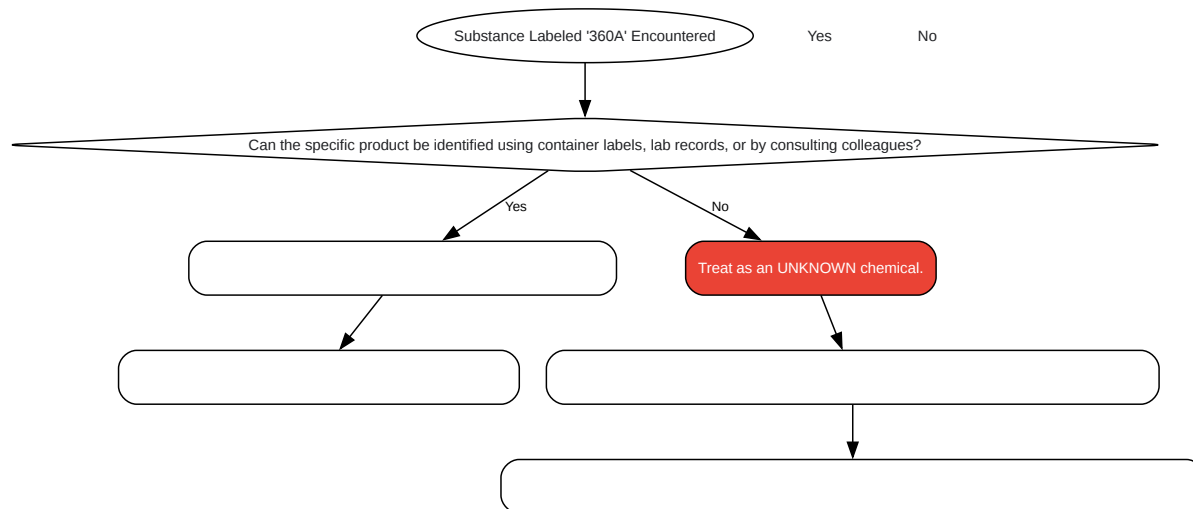 Substance Labeled '360A' Encountered
Yes
No
Can the specific product be identified using container labels, lab records, or by consulting colleagues?
Yes
No
Treat as an UNKNOWN chemical.